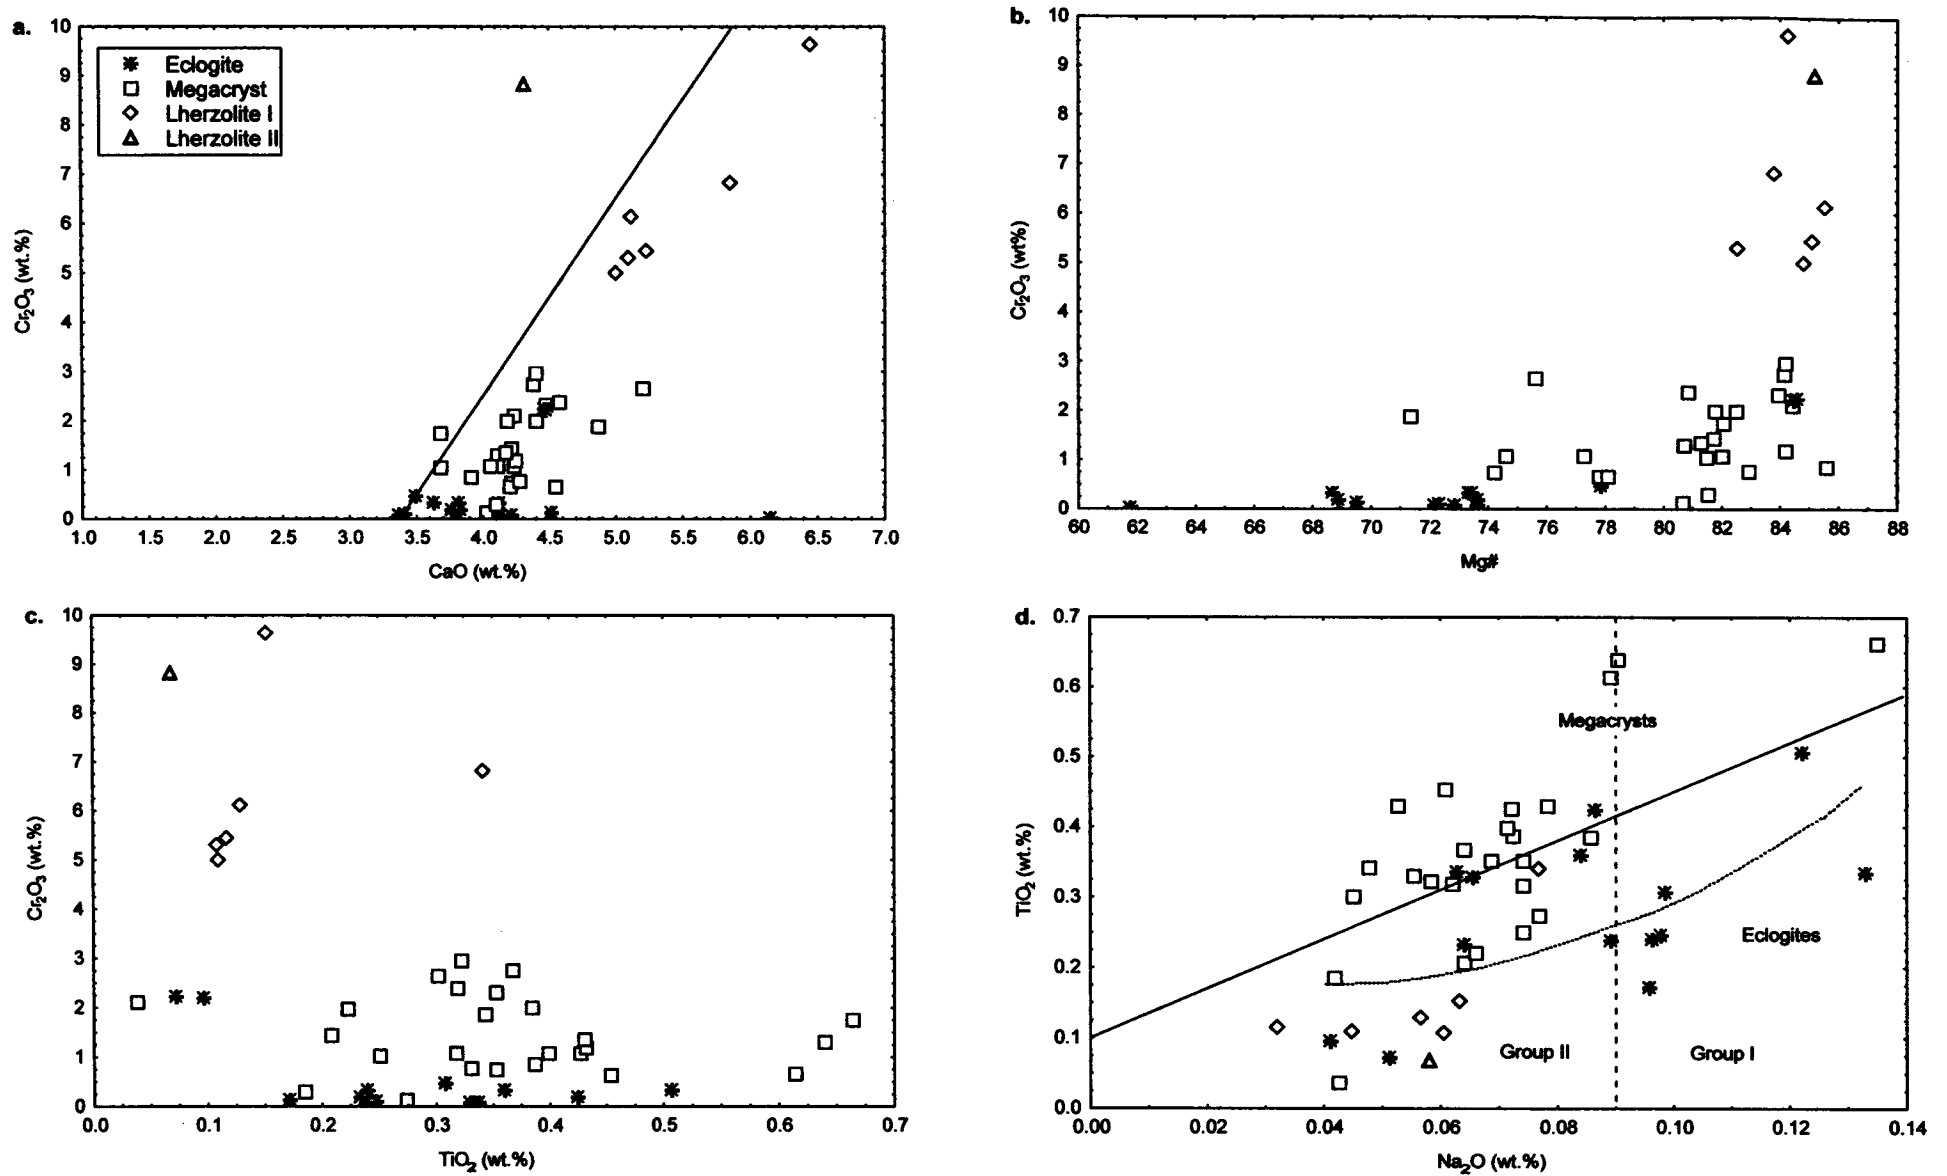 a.
10
9
8
7
6
5
4
3
2
1
0
Cr2O3 (wt.%)
Eclogite
Megacryst
Lherzolite I
Lherzolite II
1.0 1.5 2.0 2.5 3.0 3.5 4.0 4.5 5.0 5.5 6.0 6.5 7.0
CaO (wt.%)
b.
10
9
8
7
6
5
4
3
2
1
0
Cr2O3 (wt%)
60 62 64 66 68 70 72 74 76 78 80 82 84 86 88
Mg#
c.
10
9
8
7
6
5
4
3
2
1
0
Cr2O3 (wt.%)
0.0 0.1 0.2 0.3 0.4 0.5 0.6 0.7
TiO2 (wt.%)
d.
0.7
0.6
0.5
0.4
0.3
0.2
0.1
0.0
TiO2 (wt.%)
Megacrysts
Eclogites
Group II
Group I
0.00 0.02 0.04 0.06 0.08 0.10 0.12 0.14
Na2O (wt.%)